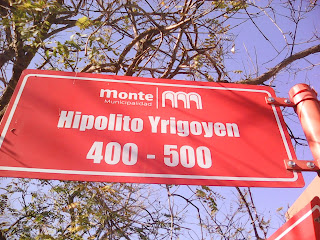 monte
Municipalidad
Hipolito Yrigoyen
400 - 500